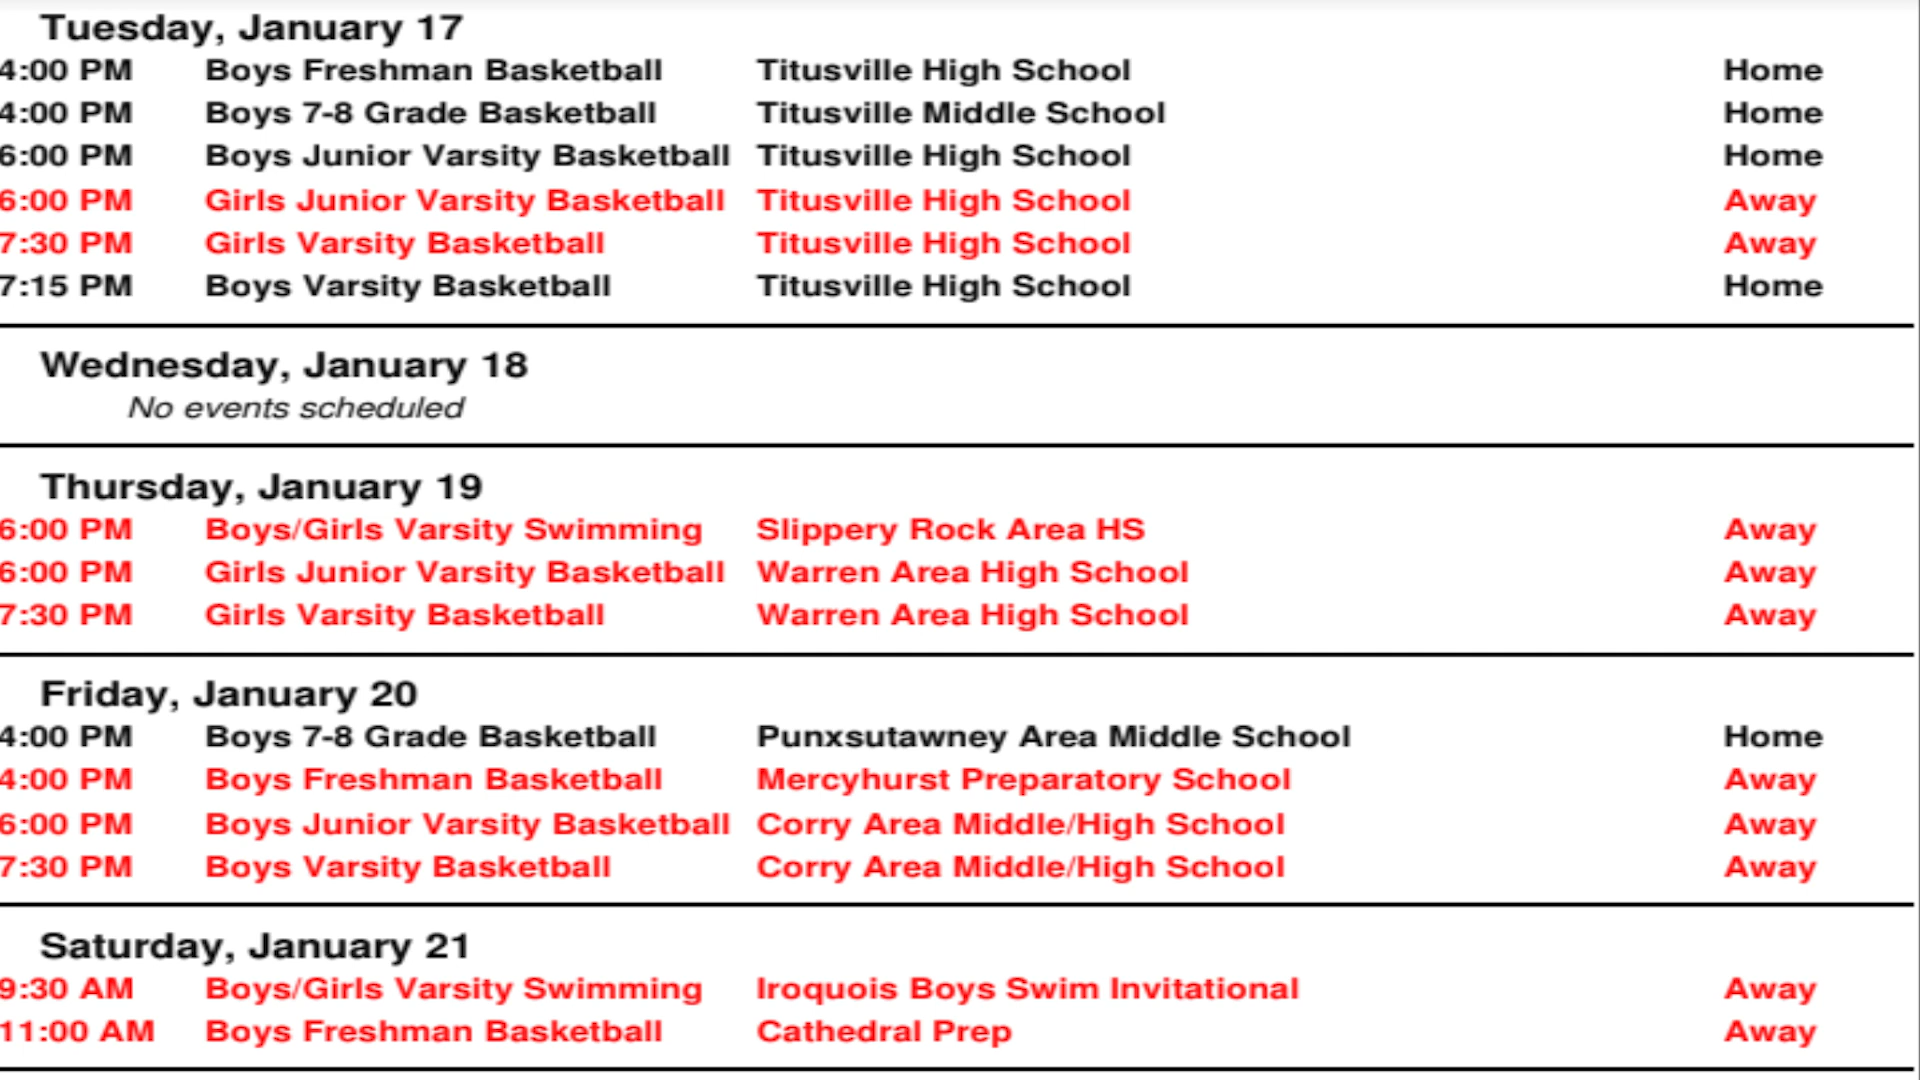 Tuesday, January 17
4:00 PM Boys Freshman Basketball Titusville High School Home
4:00 PM Boys 7-8 Grade Basketball Titusville Middle School Home
6:00 PM Boys Junior Varsity Basketball Titusville High School Home
6:00 PM Girls Junior Varsity Basketball Titusville High School Away
7:30 PM Girls Varsity Basketball Titusville High School Away
7:15 PM Boys Varsity Basketball Titusville High School Home
Wednesday, January 18
No events scheduled
Thursday, January 19
6:00 PM Boys/Girls Varsity Swimming Slippery Rock Area HS Away
6:00 PM Girls Junior Varsity Basketball Warren Area High School Away
7:30 PM Girls Varsity Basketball Warren Area High School Away
Friday, January 20
4:00 PM Boys 7-8 Grade Basketball Punxsutawney Area Middle School Home
4:00 PM Boys Freshman Basketball Mercyhurst Preparatory School Away
6:00 PM Boys Junior Varsity Basketball Corry Area Middle/High School Away
7:30 PM Boys Varsity Basketball Corry Area Middle/High School Away
Saturday, January 21
9:30 AM Boys/Girls Varsity Swimming Iroquois Boys Swim Invitational Away
11:00 AM Boys Freshman Basketball Cathedral Prep Away